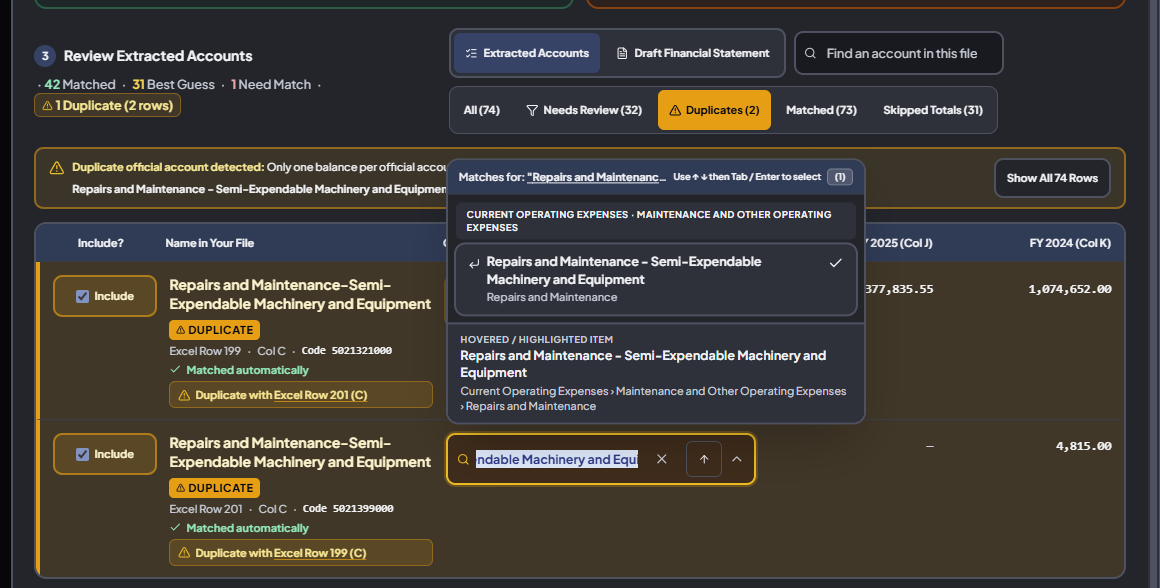 3 Review Extracted Accounts
· 42 Matched · 31 Best Guess · 1 Need Match ·
1 Duplicate (2 rows)
Extracted Accounts
Draft Financial Statement
Find an account in this file
All (74)
Needs Review (32)
Duplicates (2)
Matched (73)
Skipped Totals (31)
Duplicate official account detected: Only one balance per official
Repairs and Maintenance - Semi-Expendable Machinery and
Show All 74 Rows
Matches for: "Repairs and Maintenanc... Use ↑ ↓ then Tab / Enter to select (1)
CURRENT OPERATING EXPENSES · MAINTENANCE AND OTHER OPERATING
EXPENSES
Repairs and Maintenance - Semi-Expendable
Machinery and Equipment
Repairs and Maintenance
HOVERED / HIGHLIGHTED ITEM
Repairs and Maintenance - Semi-Expendable Machinery and
Equipment
Current Operating Expenses › Maintenance and Other Operating Expenses
› Repairs and Maintenance
Include?
Name in Your File
2025 (Col J)
FY 2024 (Col K)
Include
Repairs and Maintenance-Semi-
Expendable Machinery and Equipment
DUPLICATE
Excel Row 199 · Col C · Code 5021321000
Matched automatically
Duplicate with Excel Row 201 (C)
377,835.55
1,074,652.00
Include
Repairs and Maintenance-Semi-
Expendable Machinery and Equipment
DUPLICATE
Excel Row 201 · Col C · Code 5021399000
Matched automatically
Duplicate with Excel Row 199 (C)
ndable Machinery and Equi
–
4,815.00